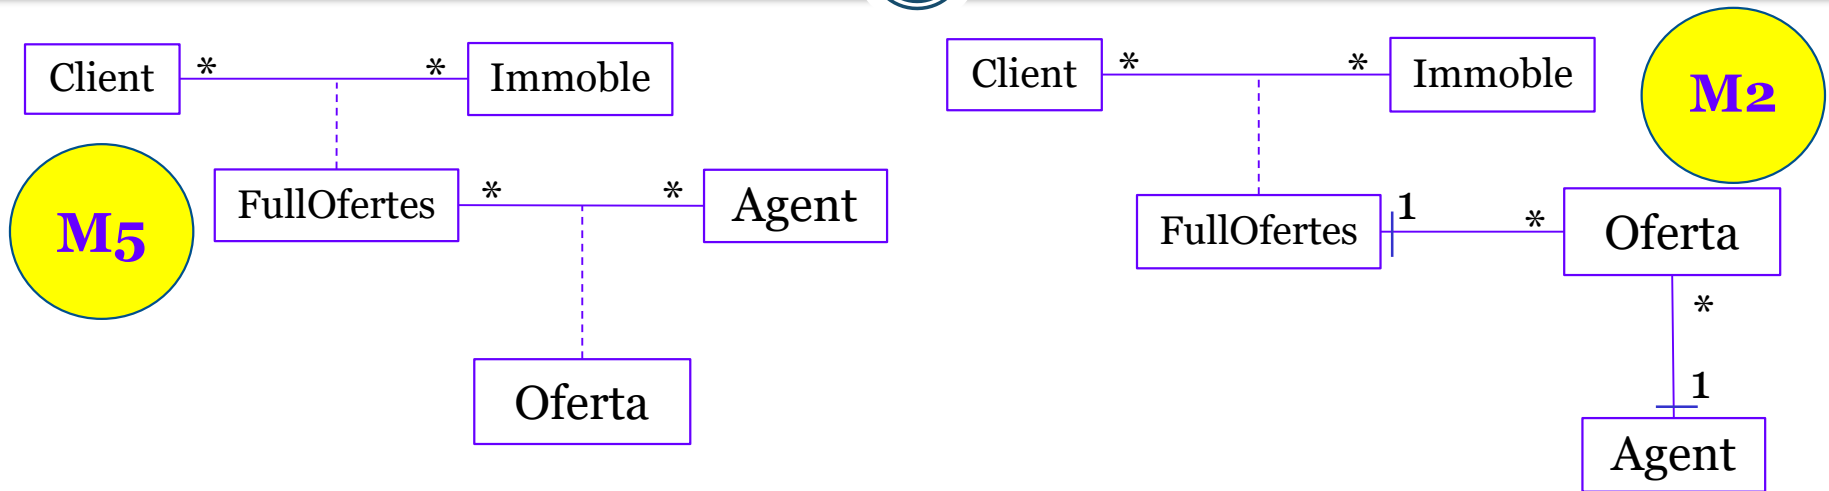 Client * * Immoble
FullOfertes * * Agent
M5
Oferta
Client * * Immoble
M2
FullOfertes 1 * Oferta
*
1
Agent